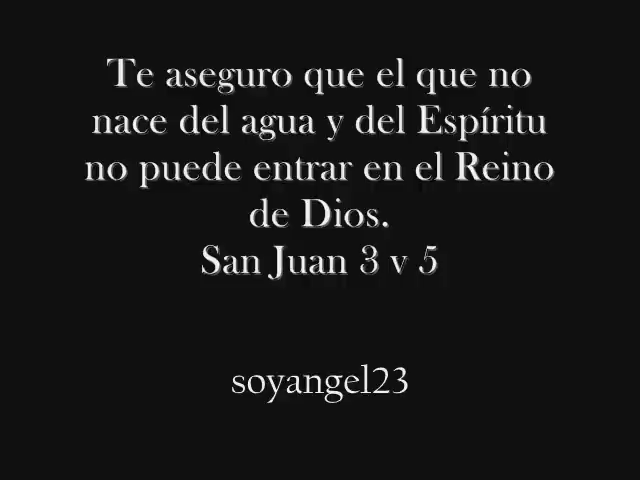 Te aseguro que el que no
nace del agua y del Espíritu
no puede entrar en el Reino
de Dios.
San Juan 3 v 5
soyangel23